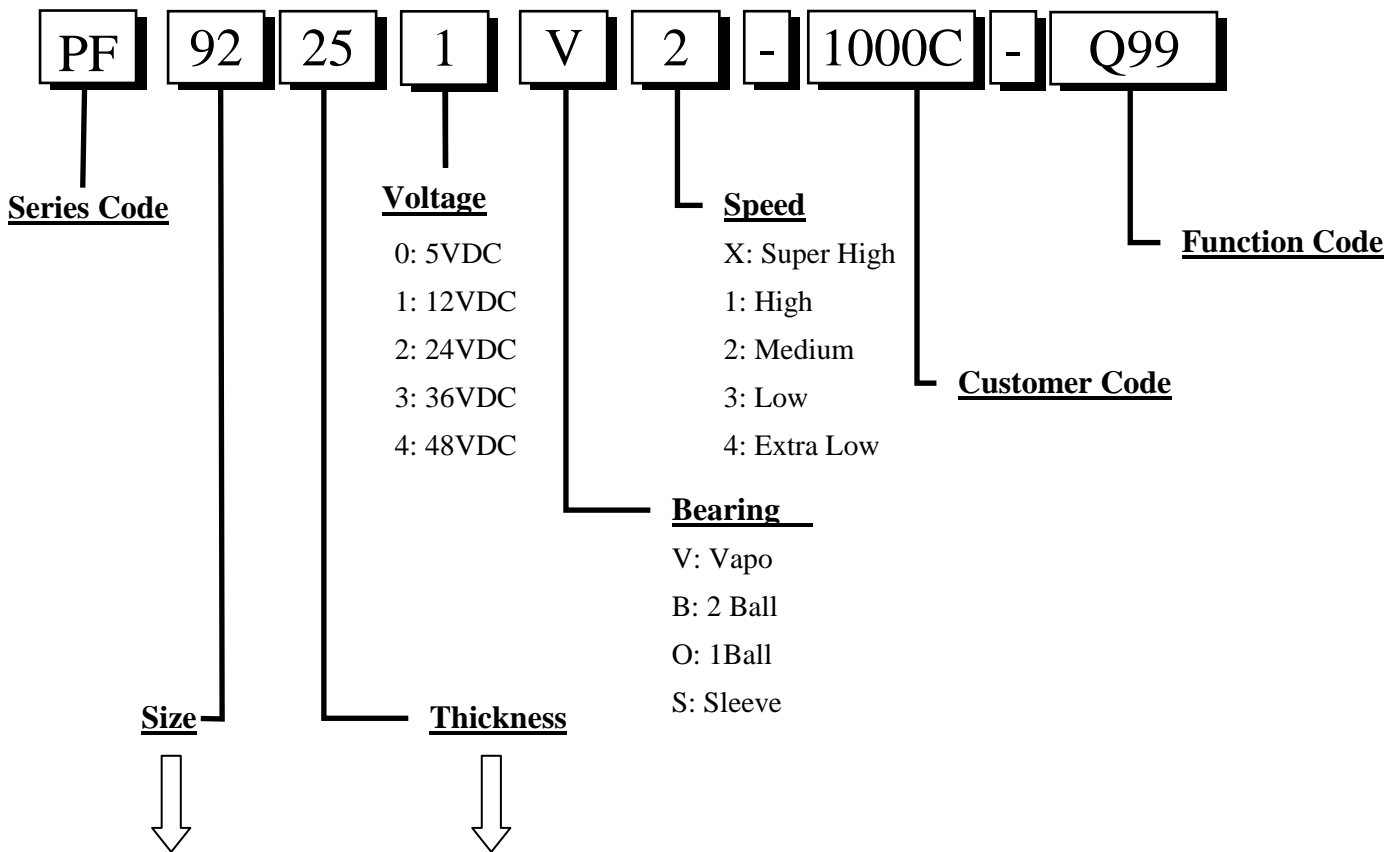 PF 92 25 1 V 2 - 1000C - Q99
Series Code
Voltage
0: 5VDC
1: 12VDC
2: 24VDC
3: 36VDC
4: 48VDC
Speed
X: Super High
1: High
2: Medium
3: Low
4: Extra Low
Function Code
Customer Code
Bearing
V: Vapo
B: 2 Ball
O: 1Ball
S: Sleeve
Size
Thickness